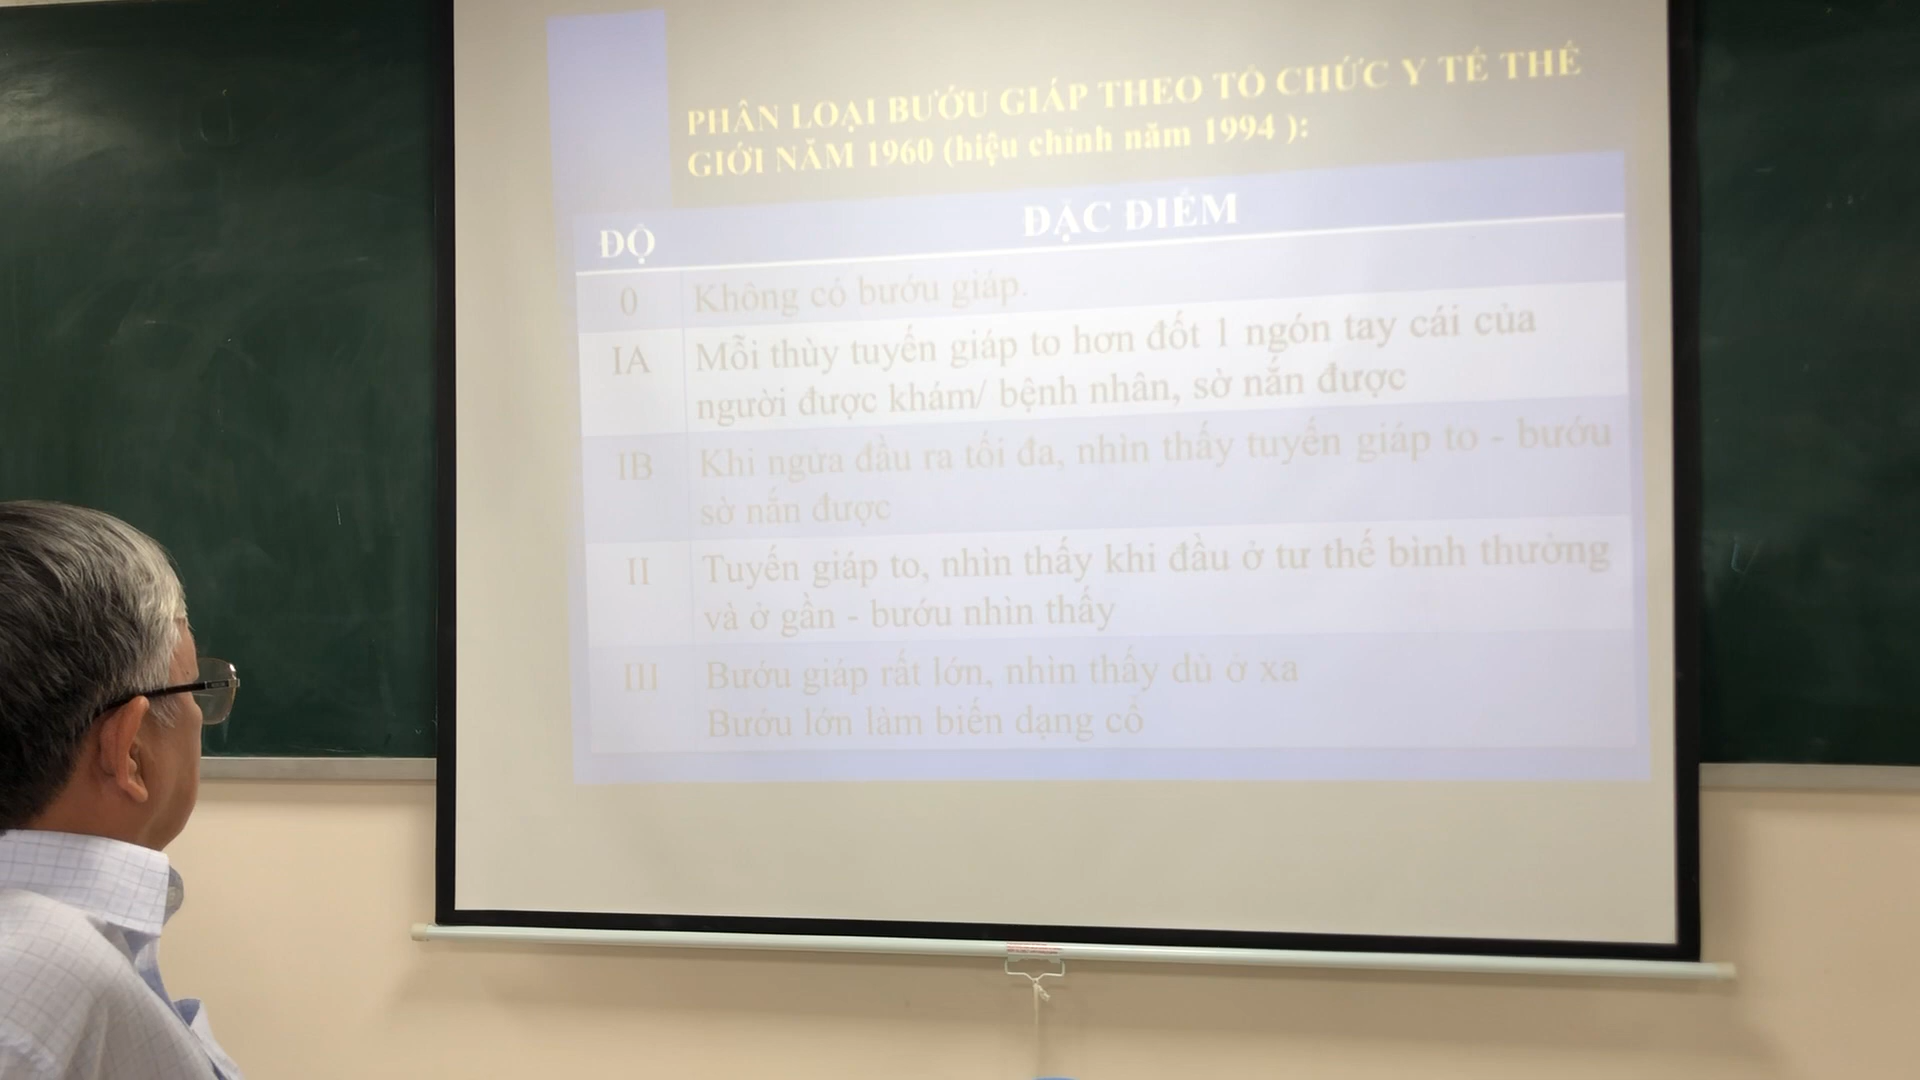 PHÂN LOẠI BƯỚU GIÁP THEO TỔ CHỨC Y TẾ THẾ
GIỚI NĂM 1960 (hiệu chỉnh năm 1994 ):
ĐỘ ĐẶC ĐIỂM
0 Không có bướu giáp.
IA Mỗi thùy tuyến giáp to hơn đốt 1 ngón tay cái của
người được khám/ bệnh nhân, sờ nắn được
IB Khi ngửa đầu ra tối đa, nhìn thấy tuyến giáp to - bướu
sờ nắn được
II Tuyến giáp to, nhìn thấy khi đầu ở tư thế bình thường
và ở gần - bướu nhìn thấy
III Bướu giáp rất lớn, nhìn thấy dù ở xa
Bướu lớn làm biến dạng cổ